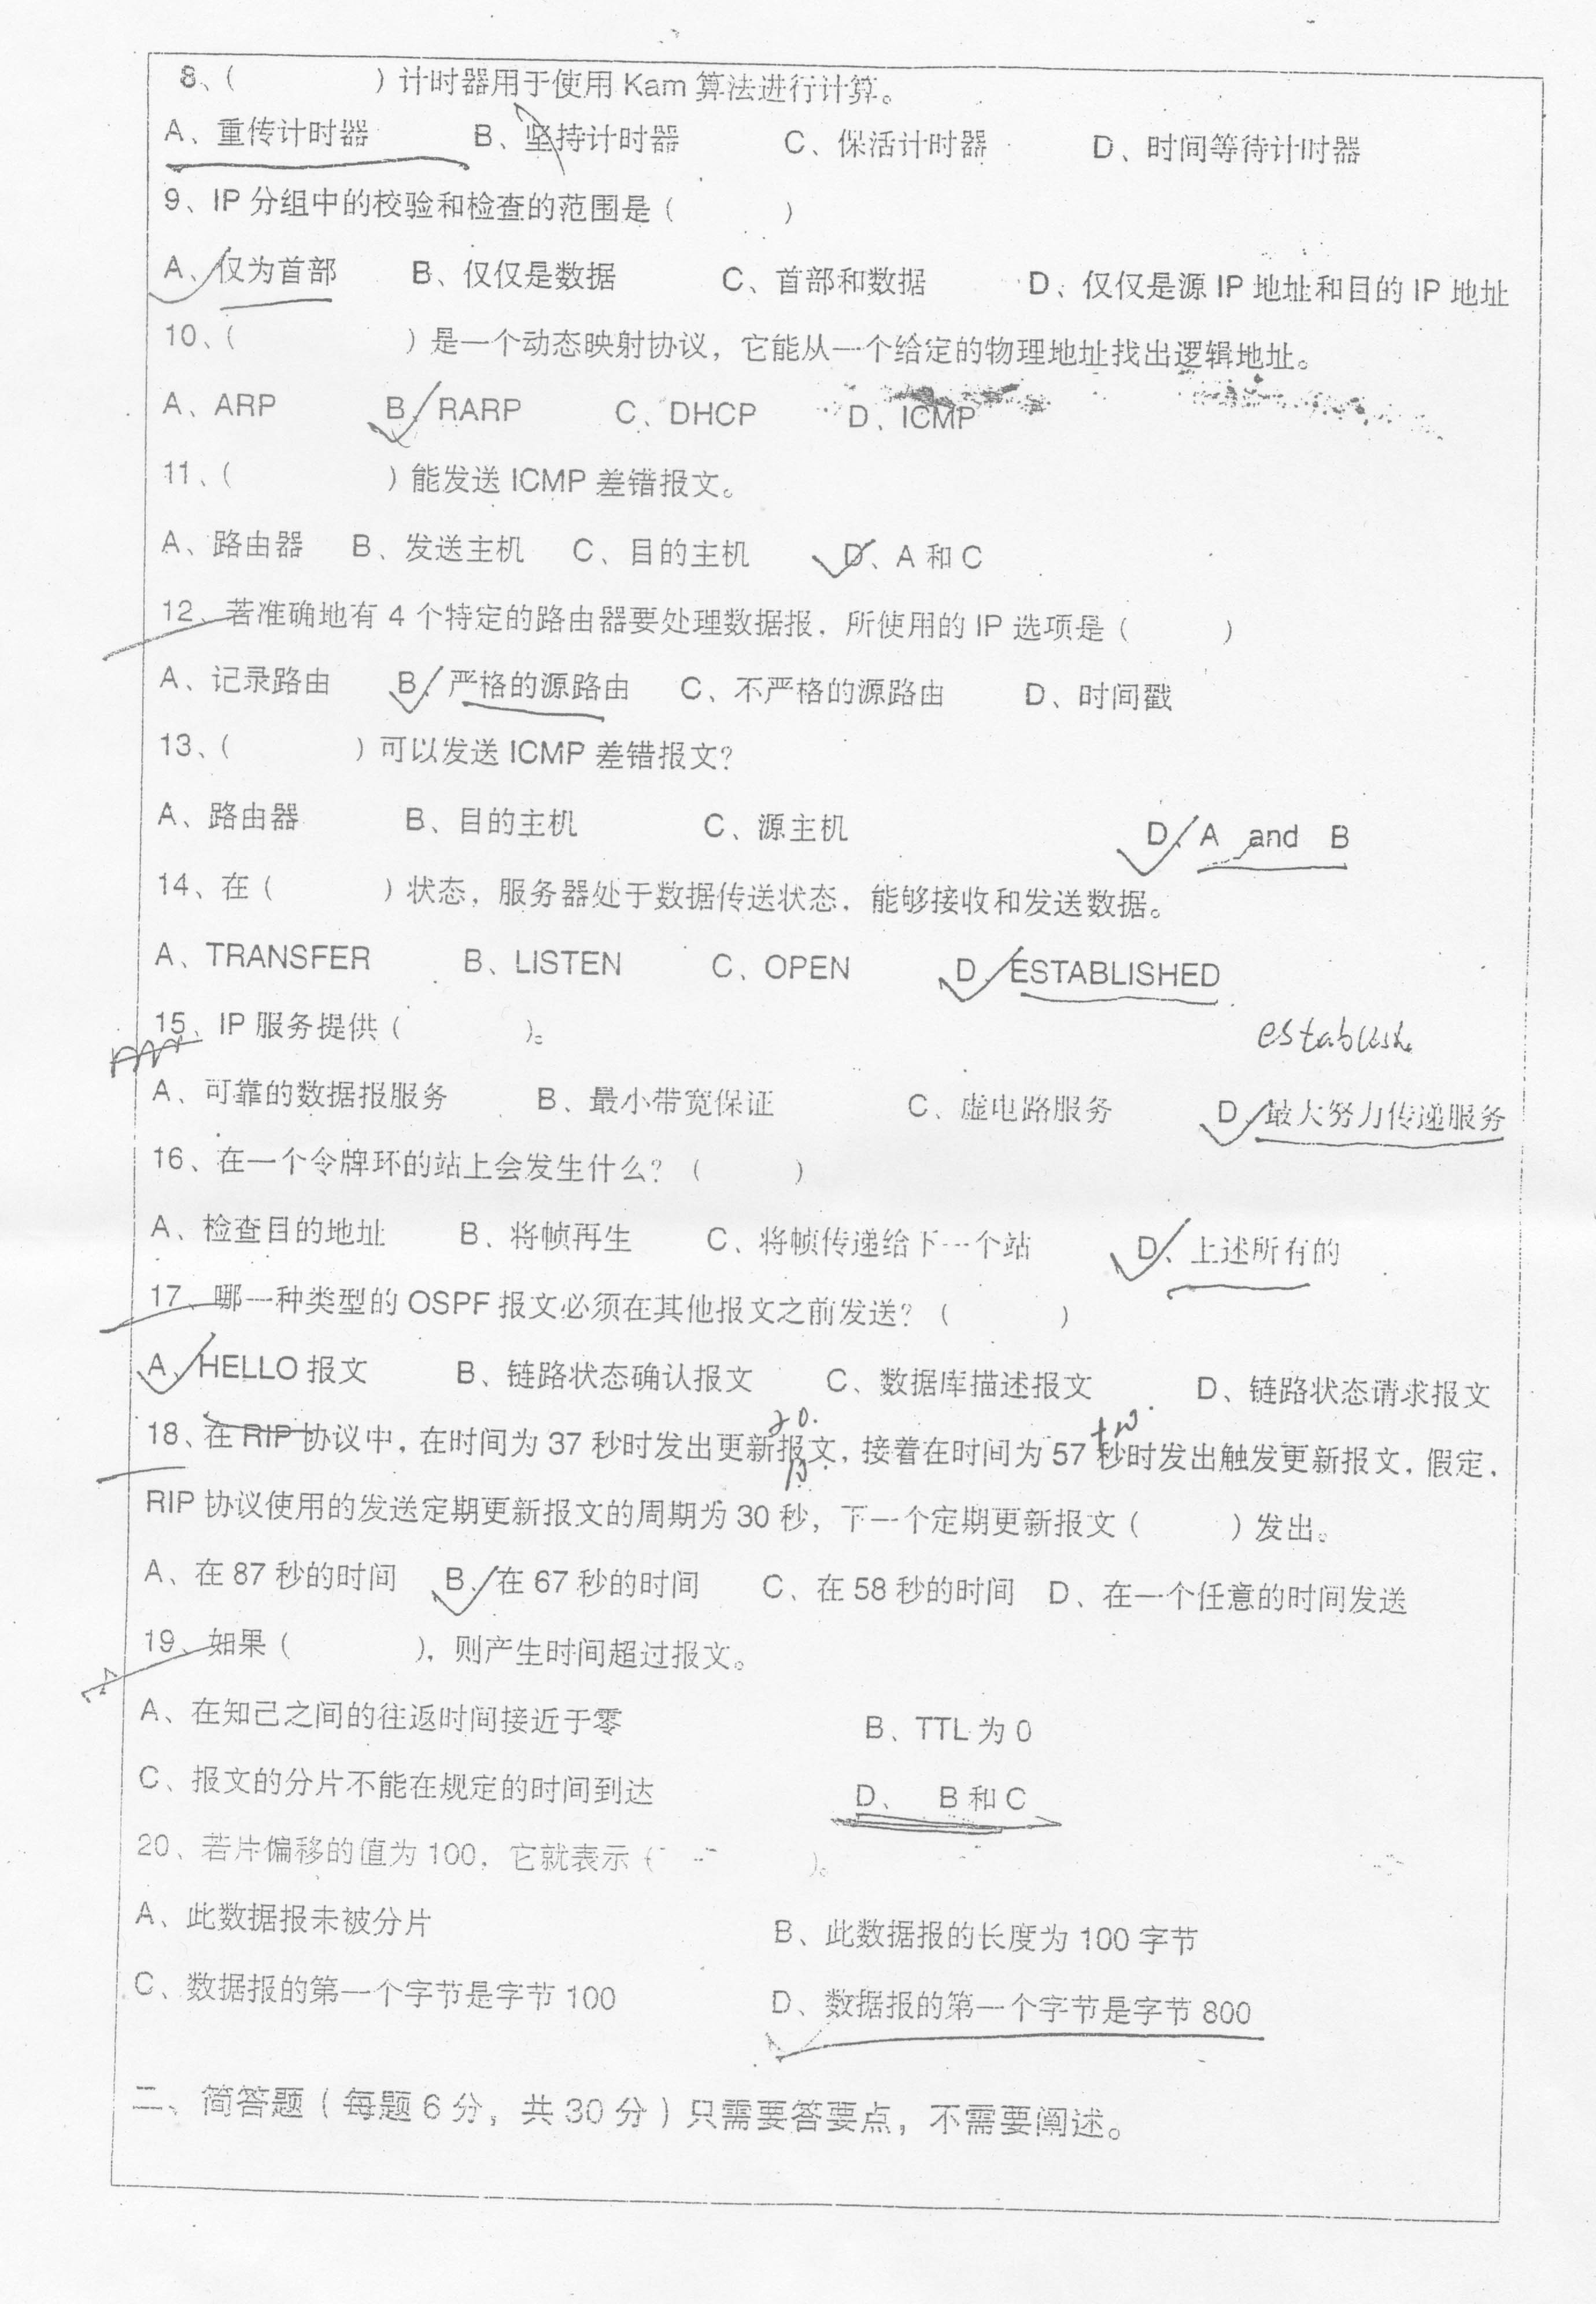 8、（ ）计时器用于使用 Kam 算法进行计算。
A、重传计时器 B、坚持计时器 C、保活计时器 D、时间等待计时器
9、IP 分组中的校验和检查的范围是（ ）
A、仅为首部 B、仅仅是数据 C、首部和数据 D、仅仅是源 IP 地址和目的 IP 地址
10、（ ）是一个动态映射协议，它能从一个给定的物理地址找出逻辑地址。
A、ARP B、RARP C、DHCP D、ICMP
11、（ ）能发送 ICMP 差错报文。
A、路由器 B、发送主机 C、目的主机 D、A 和 C
12、若准确地有 4 个特定的路由器要处理数据报，所使用的 IP 选项是（ ）
A、记录路由 B、严格的源路由 C、不严格的源路由 D、时间戳
13、（ ）可以发送 ICMP 差错报文？
A、路由器 B、目的主机 C、源主机 D、A and B
14、在（ ）状态，服务器处于数据传送状态，能够接收和发送数据。
A、TRANSFER B、LISTEN C、OPEN D、ESTABLISHED
15、IP 服务提供（ ）。
establish
A、可靠的数据报服务 B、最小带宽保证 C、虚电路服务 D、最大努力传递服务
16、在一个令牌环的站上会发生什么？（ ）
A、检查目的地址 B、将帧再生 C、将帧传递给下一个站 D、上述所有的
17、哪一种类型的 OSPF 报文必须在其他报文之前发送？（ ）
A、HELLO 报文 B、链路状态确认报文 C、数据库描述报文 D、链路状态请求报文
20.
18、在 RIP 协议中，在时间为 37 秒时发出更新报文，接着在时间为 57 秒时发出触发更新报文，假定，
RIP 协议使用的发送定期更新报文的周期为 30 秒，下一个定期更新报文（ ）发出。
A、在 87 秒的时间 B、在 67 秒的时间 C、在 58 秒的时间 D、在一个任意的时间发送
19、如果（ ），则产生时间超过报文。
A、在知己之间的往返时间接近于零 B、TTL 为 0
C、报文的分片不能在规定的时间到达 D、 B 和 C
20、若片偏移的值为 100，它就表示（ ）。
A、此数据报未被分片 B、此数据报的长度为 100 字节
C、数据报的第一个字节是字节 100 D、数据报的第一个字节是字节 800
二、简答题（每题 6 分，共 30 分）只需要答要点，不需要阐述。